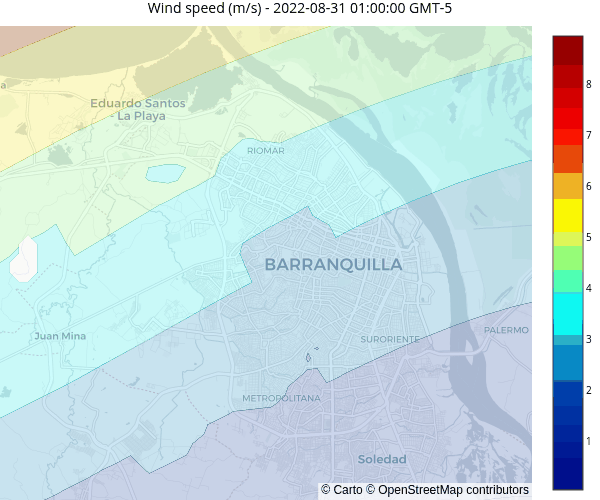 Wind speed (m/s) - 2022-08-31 01:00:00 GMT-5
a
Eduardo Santos
- La Playa
RIOMAR
BARRANQUILLA
Juan Mina
SURORIENTE
PALERMO
METROPOLITANA
Soledad
© Carto © OpenStreetMap contributors
8
7
6
5
4
3
2
1